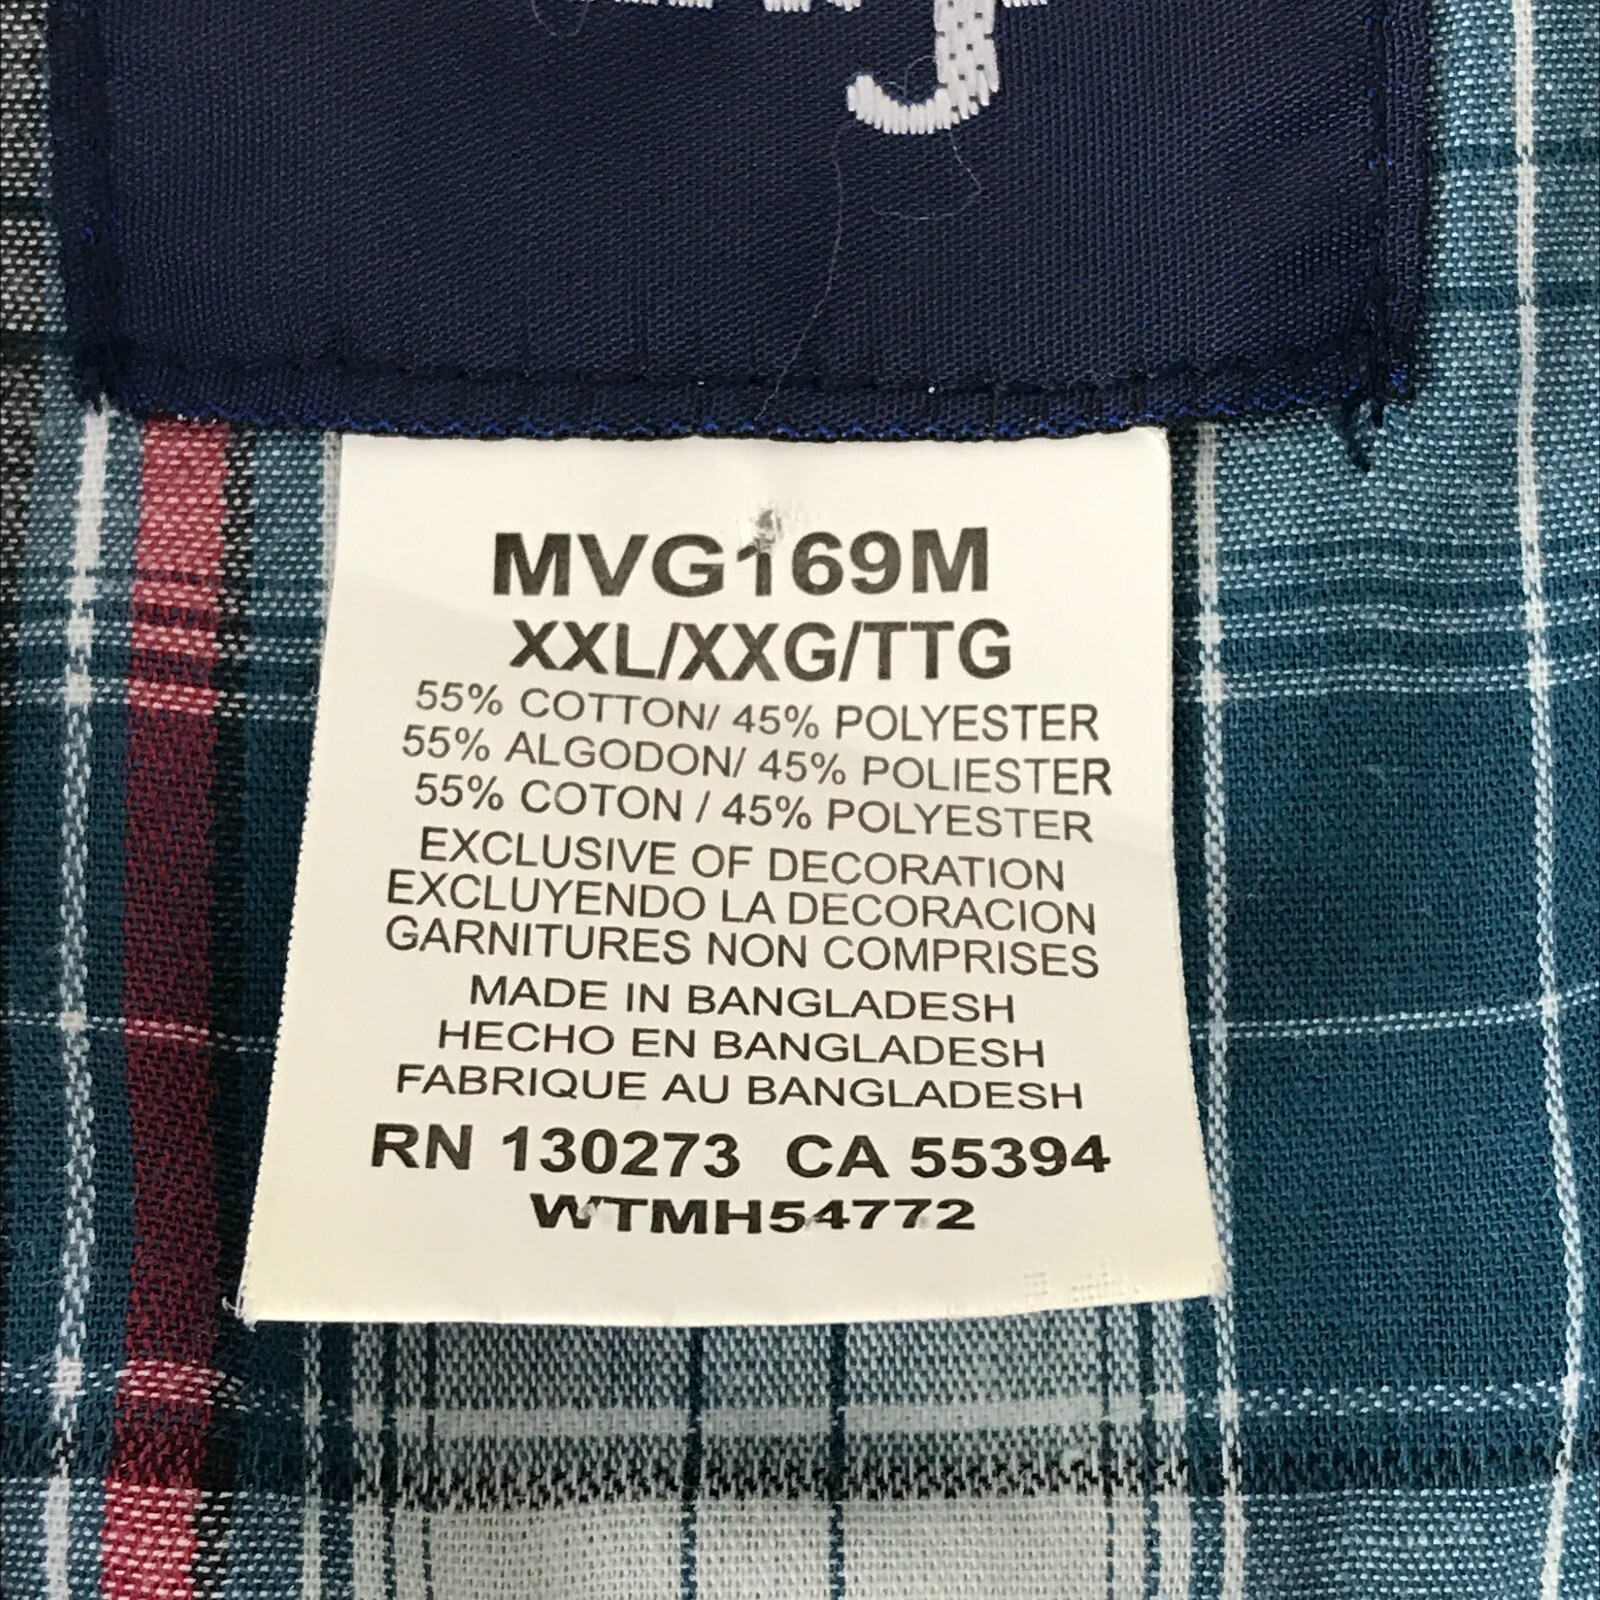 MVG169M
XXL/XXG/TTG
55% COTTON/ 45% POLYESTER
55% ALGODON/ 45% POLIESTER
55% COTON / 45% POLYESTER
EXCLUSIVE OF DECORATION
EXCLUYENDO LA DECORACION
GARNITURES NON COMPRISES
MADE IN BANGLADESH
HECHO EN BANGLADESH
FABRIQUE AU BANGLADESH
RN 130273 CA 55394
WTMH54772